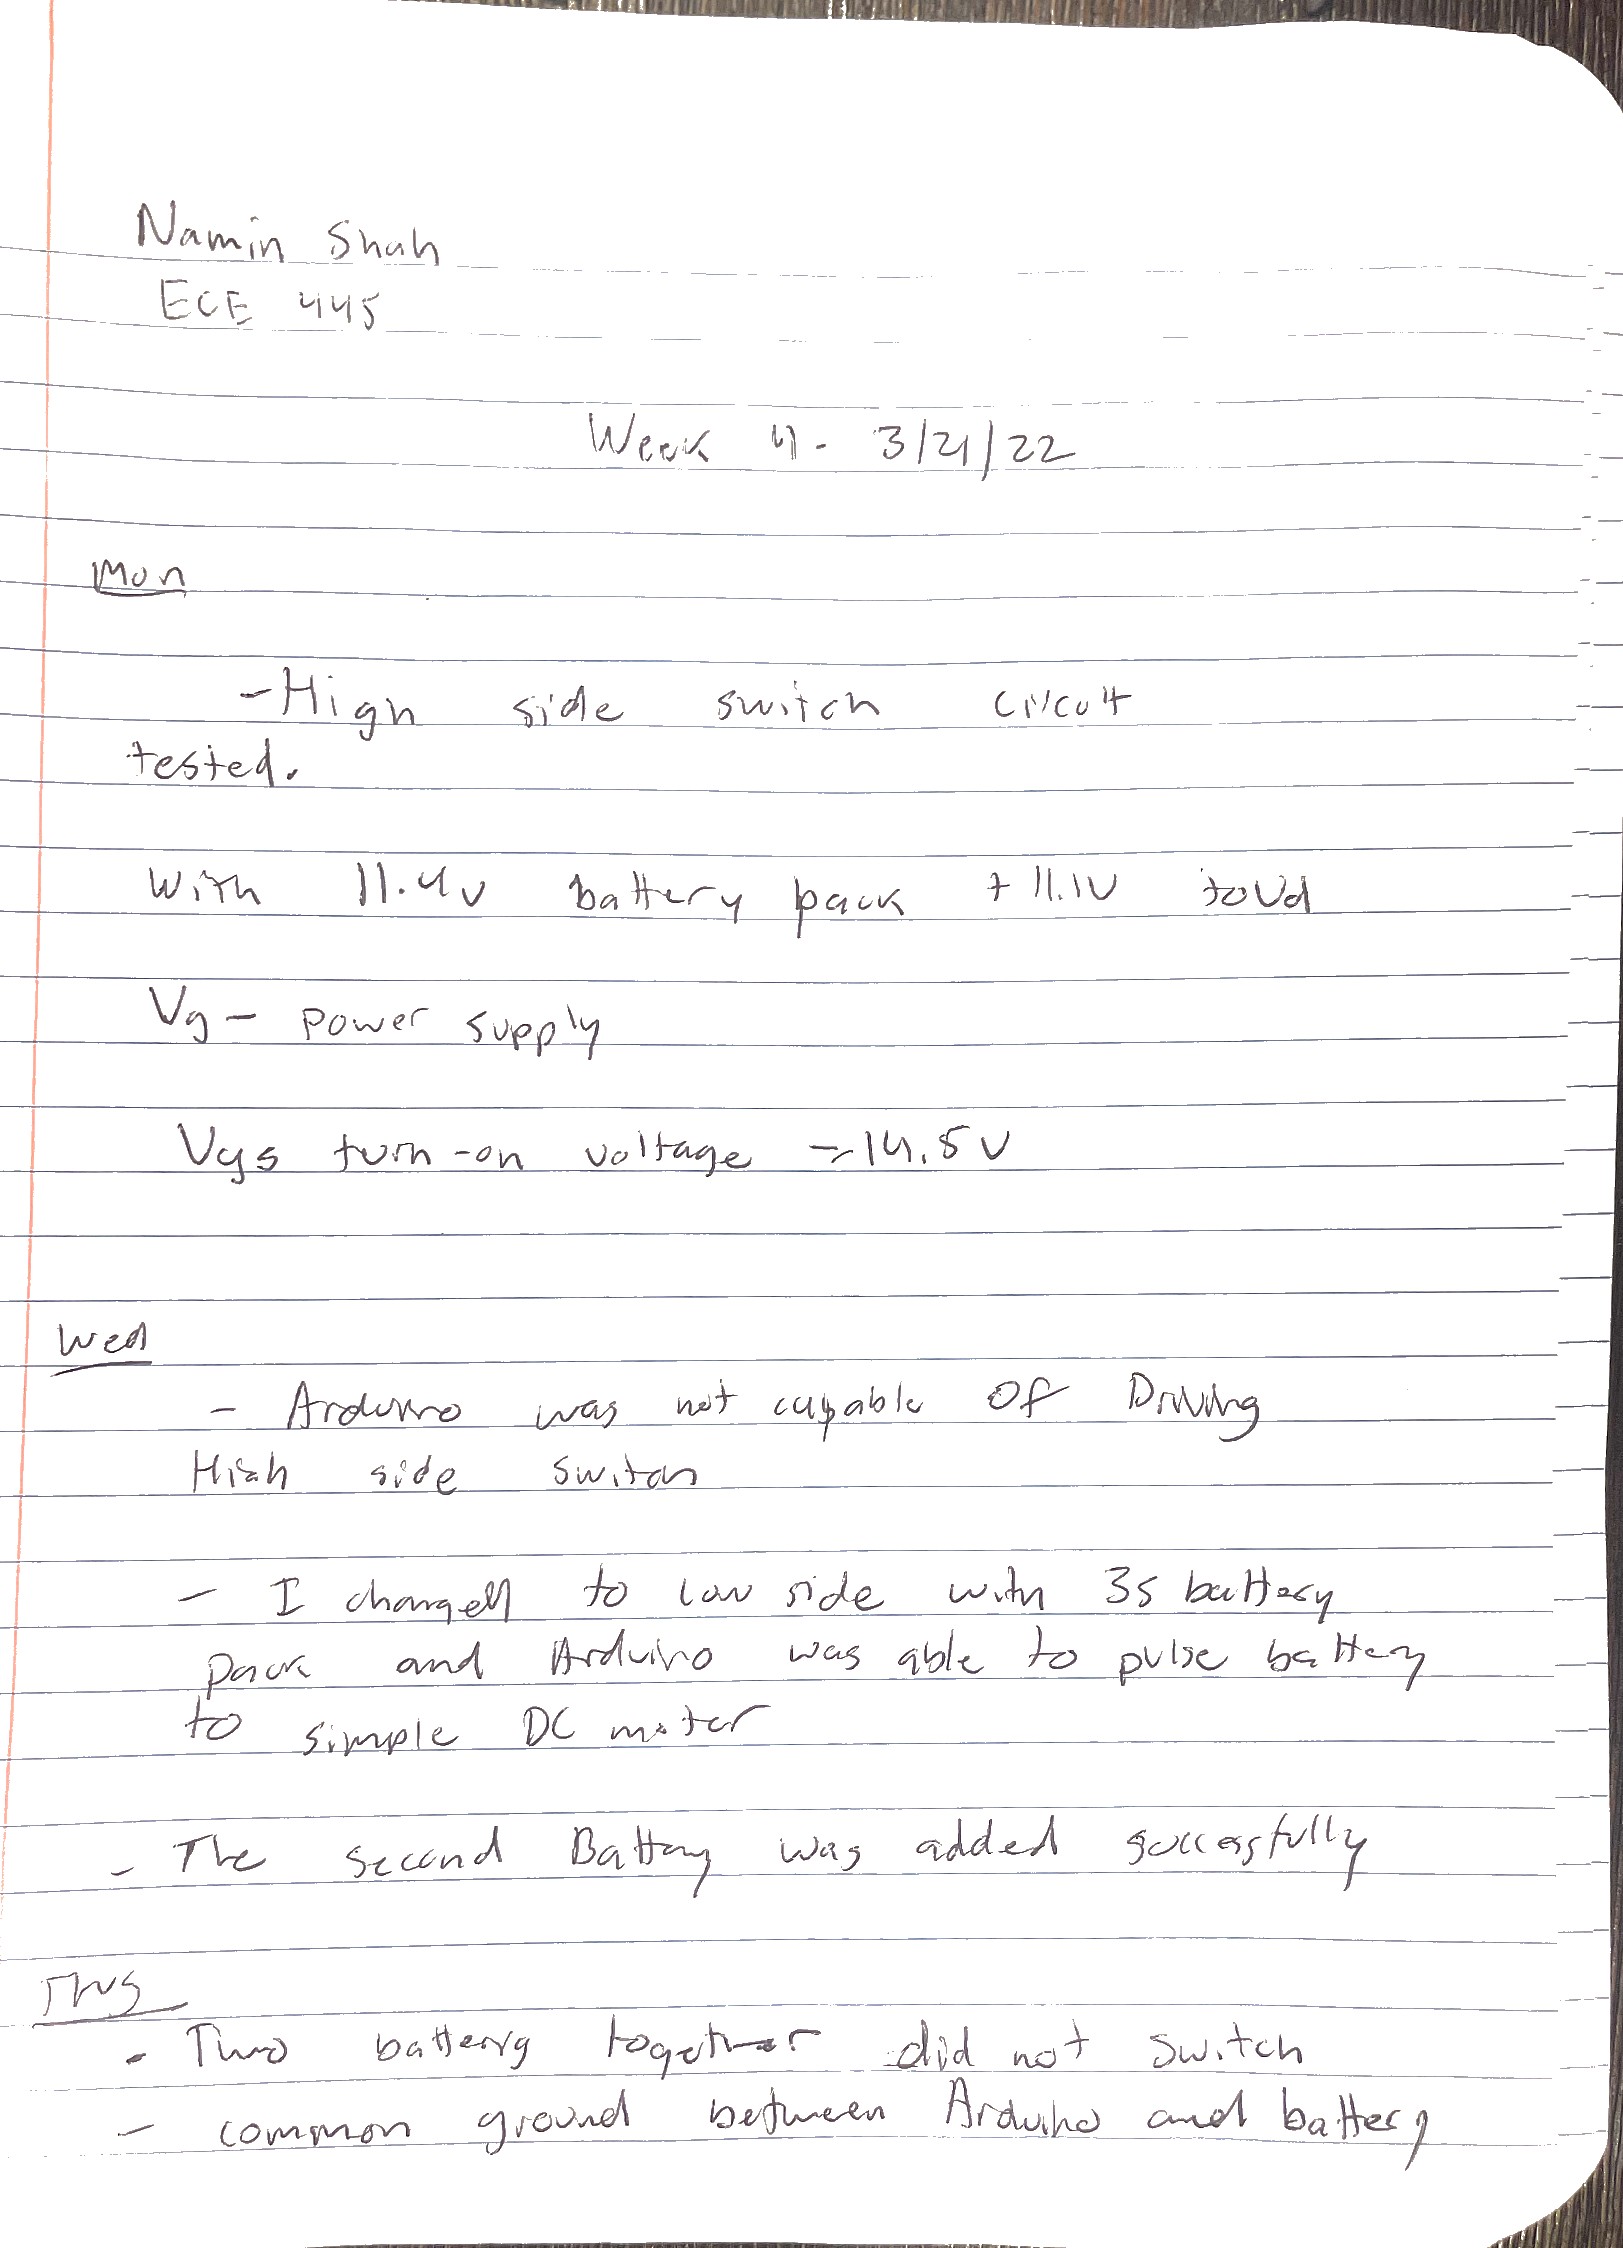 Namin Shah
ECE 445
Week 4 - 3/21/22
Mon
- High side switch circuit
tested.
With 11.4v battery pack + 11.1V to Vd
Vg - power supply
Vgs turn-on voltage = 14.5V
Wed
- Arduino was not capable of Driving
High side switch
- I changed to low side with 3s battery
pack and Arduino was able to pulse battery
to simple DC motor
- The second Battery was added successfully
Thus
- Two battery together did not switch
- common ground between Arduino and battery